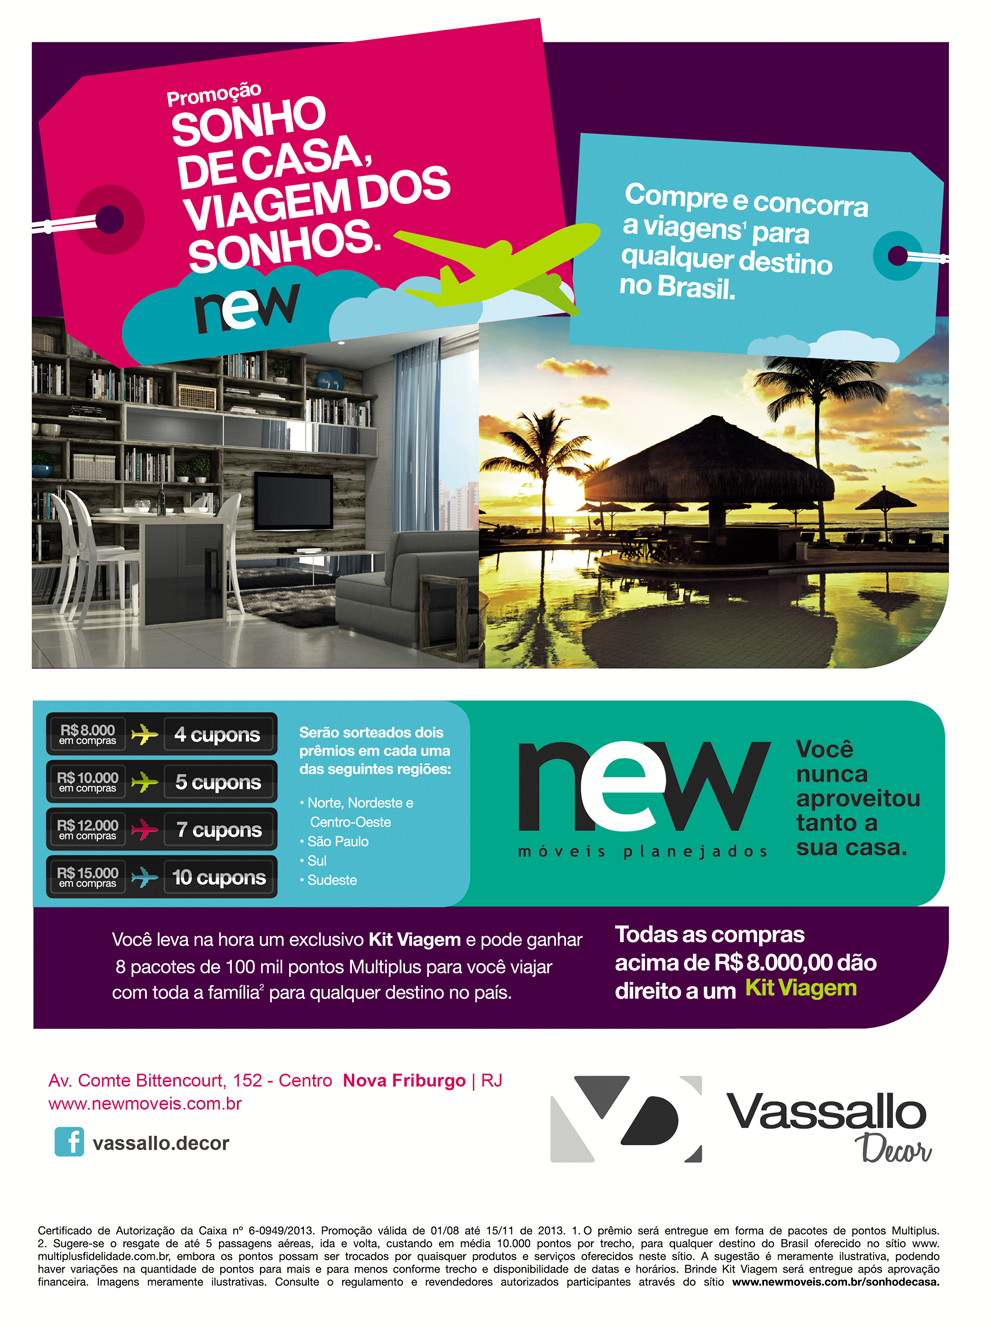 Promoção
SONHO
DE CASA,
VIAGEM DOS
SONHOS.
new
Compre e concorra
a viagens¹ para
qualquer destino
no Brasil.
R$ 8.000
em compras
4 cupons
R$ 10.000
em compras
5 cupons
R$ 12.000
em compras
7 cupons
R$ 15.000
em compras
10 cupons
Serão sorteados dois
prêmios em cada uma
das seguintes regiões:
• Norte, Nordeste e
Centro-Oeste
• São Paulo
• Sul
• Sudeste
new
móveis planejados
Você
nunca
aproveitou
tanto a
sua casa.
Você leva na hora um exclusivo Kit Viagem e pode ganhar
8 pacotes de 100 mil pontos Multiplus para você viajar
com toda a família² para qualquer destino no país.
Todas as compras
acima de R$ 8.000,00 dão
direito a um Kit Viagem
Av. Comte Bittencourt, 152 - Centro Nova Friburgo | RJ
www.newmoveis.com.br
f vassallo.decor
VD
Vassallo
Decor
Certificado de Autorização da Caixa nº 6-0949/2013. Promoção válida de 01/08 até 15/11 de 2013. 1. O prêmio será entregue em forma de pacotes de pontos Multiplus.
2. Sugere-se o resgate de até 5 passagens aéreas, ida e volta, custando em média 10.000 pontos por trecho, para qualquer destino do Brasil oferecido no sítio www.
multiplusfidelidade.com.br, embora os pontos possam ser trocados por quaisquer produtos e serviços oferecidos neste sítio. A sugestão é meramente ilustrativa, podendo
haver variações na quantidade de pontos para mais e para menos conforme trecho e disponibilidade de datas e horários. Brinde Kit Viagem será entregue após aprovação
financeira. Imagens meramente ilustrativas. Consulte o regulamento e revendedores autorizados participantes através do sítio www.newmoveis.com.br/sonhodecasa.